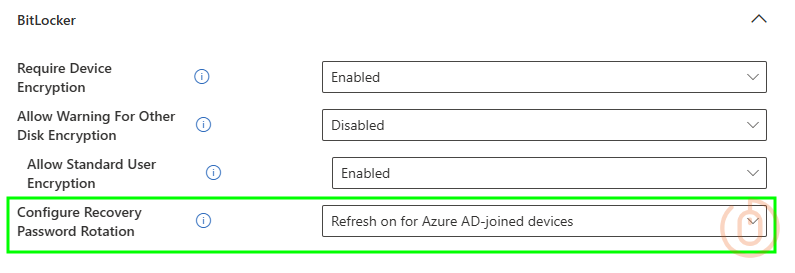 BitLocker
Require Device
Encryption
Enabled
Allow Warning For Other
Disk Encryption
Disabled
Allow Standard User
Encryption
Enabled
Configure Recovery
Password Rotation
Refresh on for Azure AD-joined devices